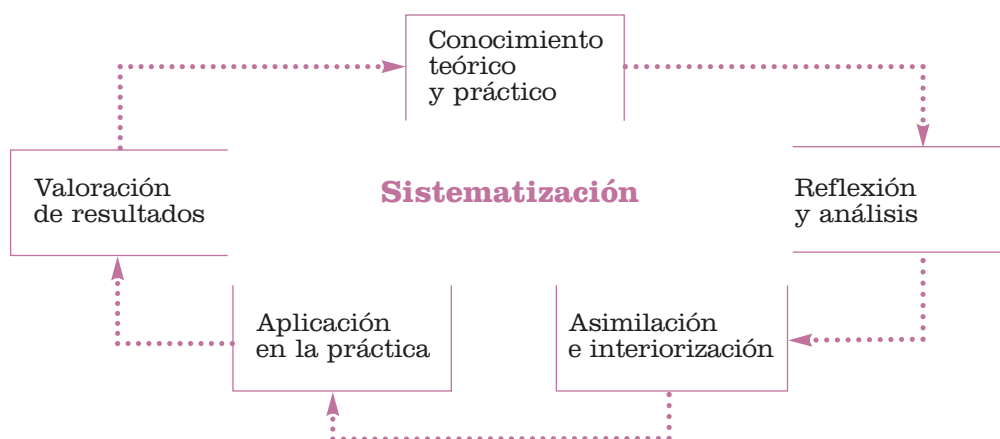 Conocimiento
teórico
y práctico
Valoración
de resultados
Sistematización
Reflexión
y análisis
Aplicación
en la práctica
Asimilación
e interiorización